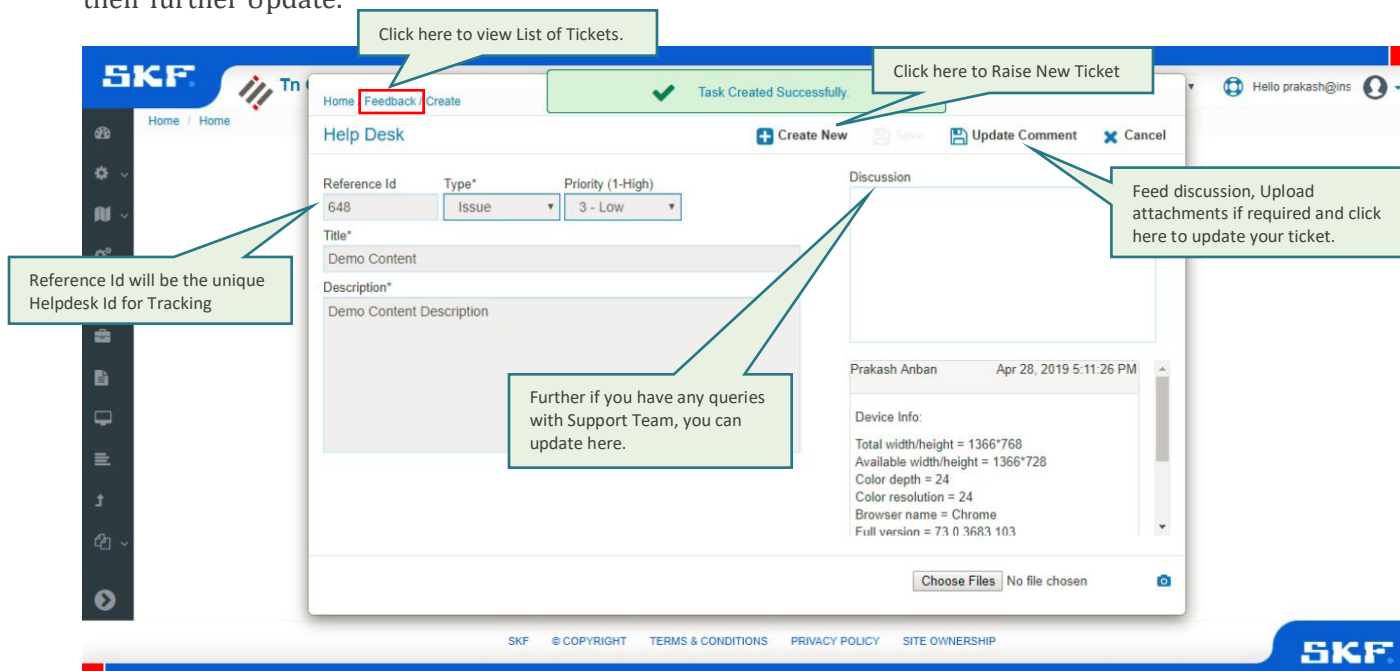 their further Update.
Click here to view List of Tickets.
Click here to Raise New Ticket
SKF
Tn
Home / Feedback / Create
Task Created Successfully.
Hello prakash@ins
Home / Home
Help Desk
Create New
Save
Update Comment
Cancel
Reference Id
Type*
Priority (1-High)
Discussion
648
Issue
3 - Low
Feed discussion, Upload
attachments if required and click
here to update your ticket.
Title*
Demo Content
Reference Id will be the unique
Helpdesk Id for Tracking
Description*
Demo Content Description
Further if you have any queries
with Support Team, you can
update here.
Prakash Anban
Apr 28, 2019 5:11:26 PM
Device Info:
Total width/height = 1366*768
Available width/height = 1366*728
Color depth = 24
Color resolution = 24
Browser name = Chrome
Full version = 73.0.3683.103
Choose Files No file chosen
SKF © COPYRIGHT TERMS & CONDITIONS PRIVACY POLICY SITE OWNERSHIP
SKF